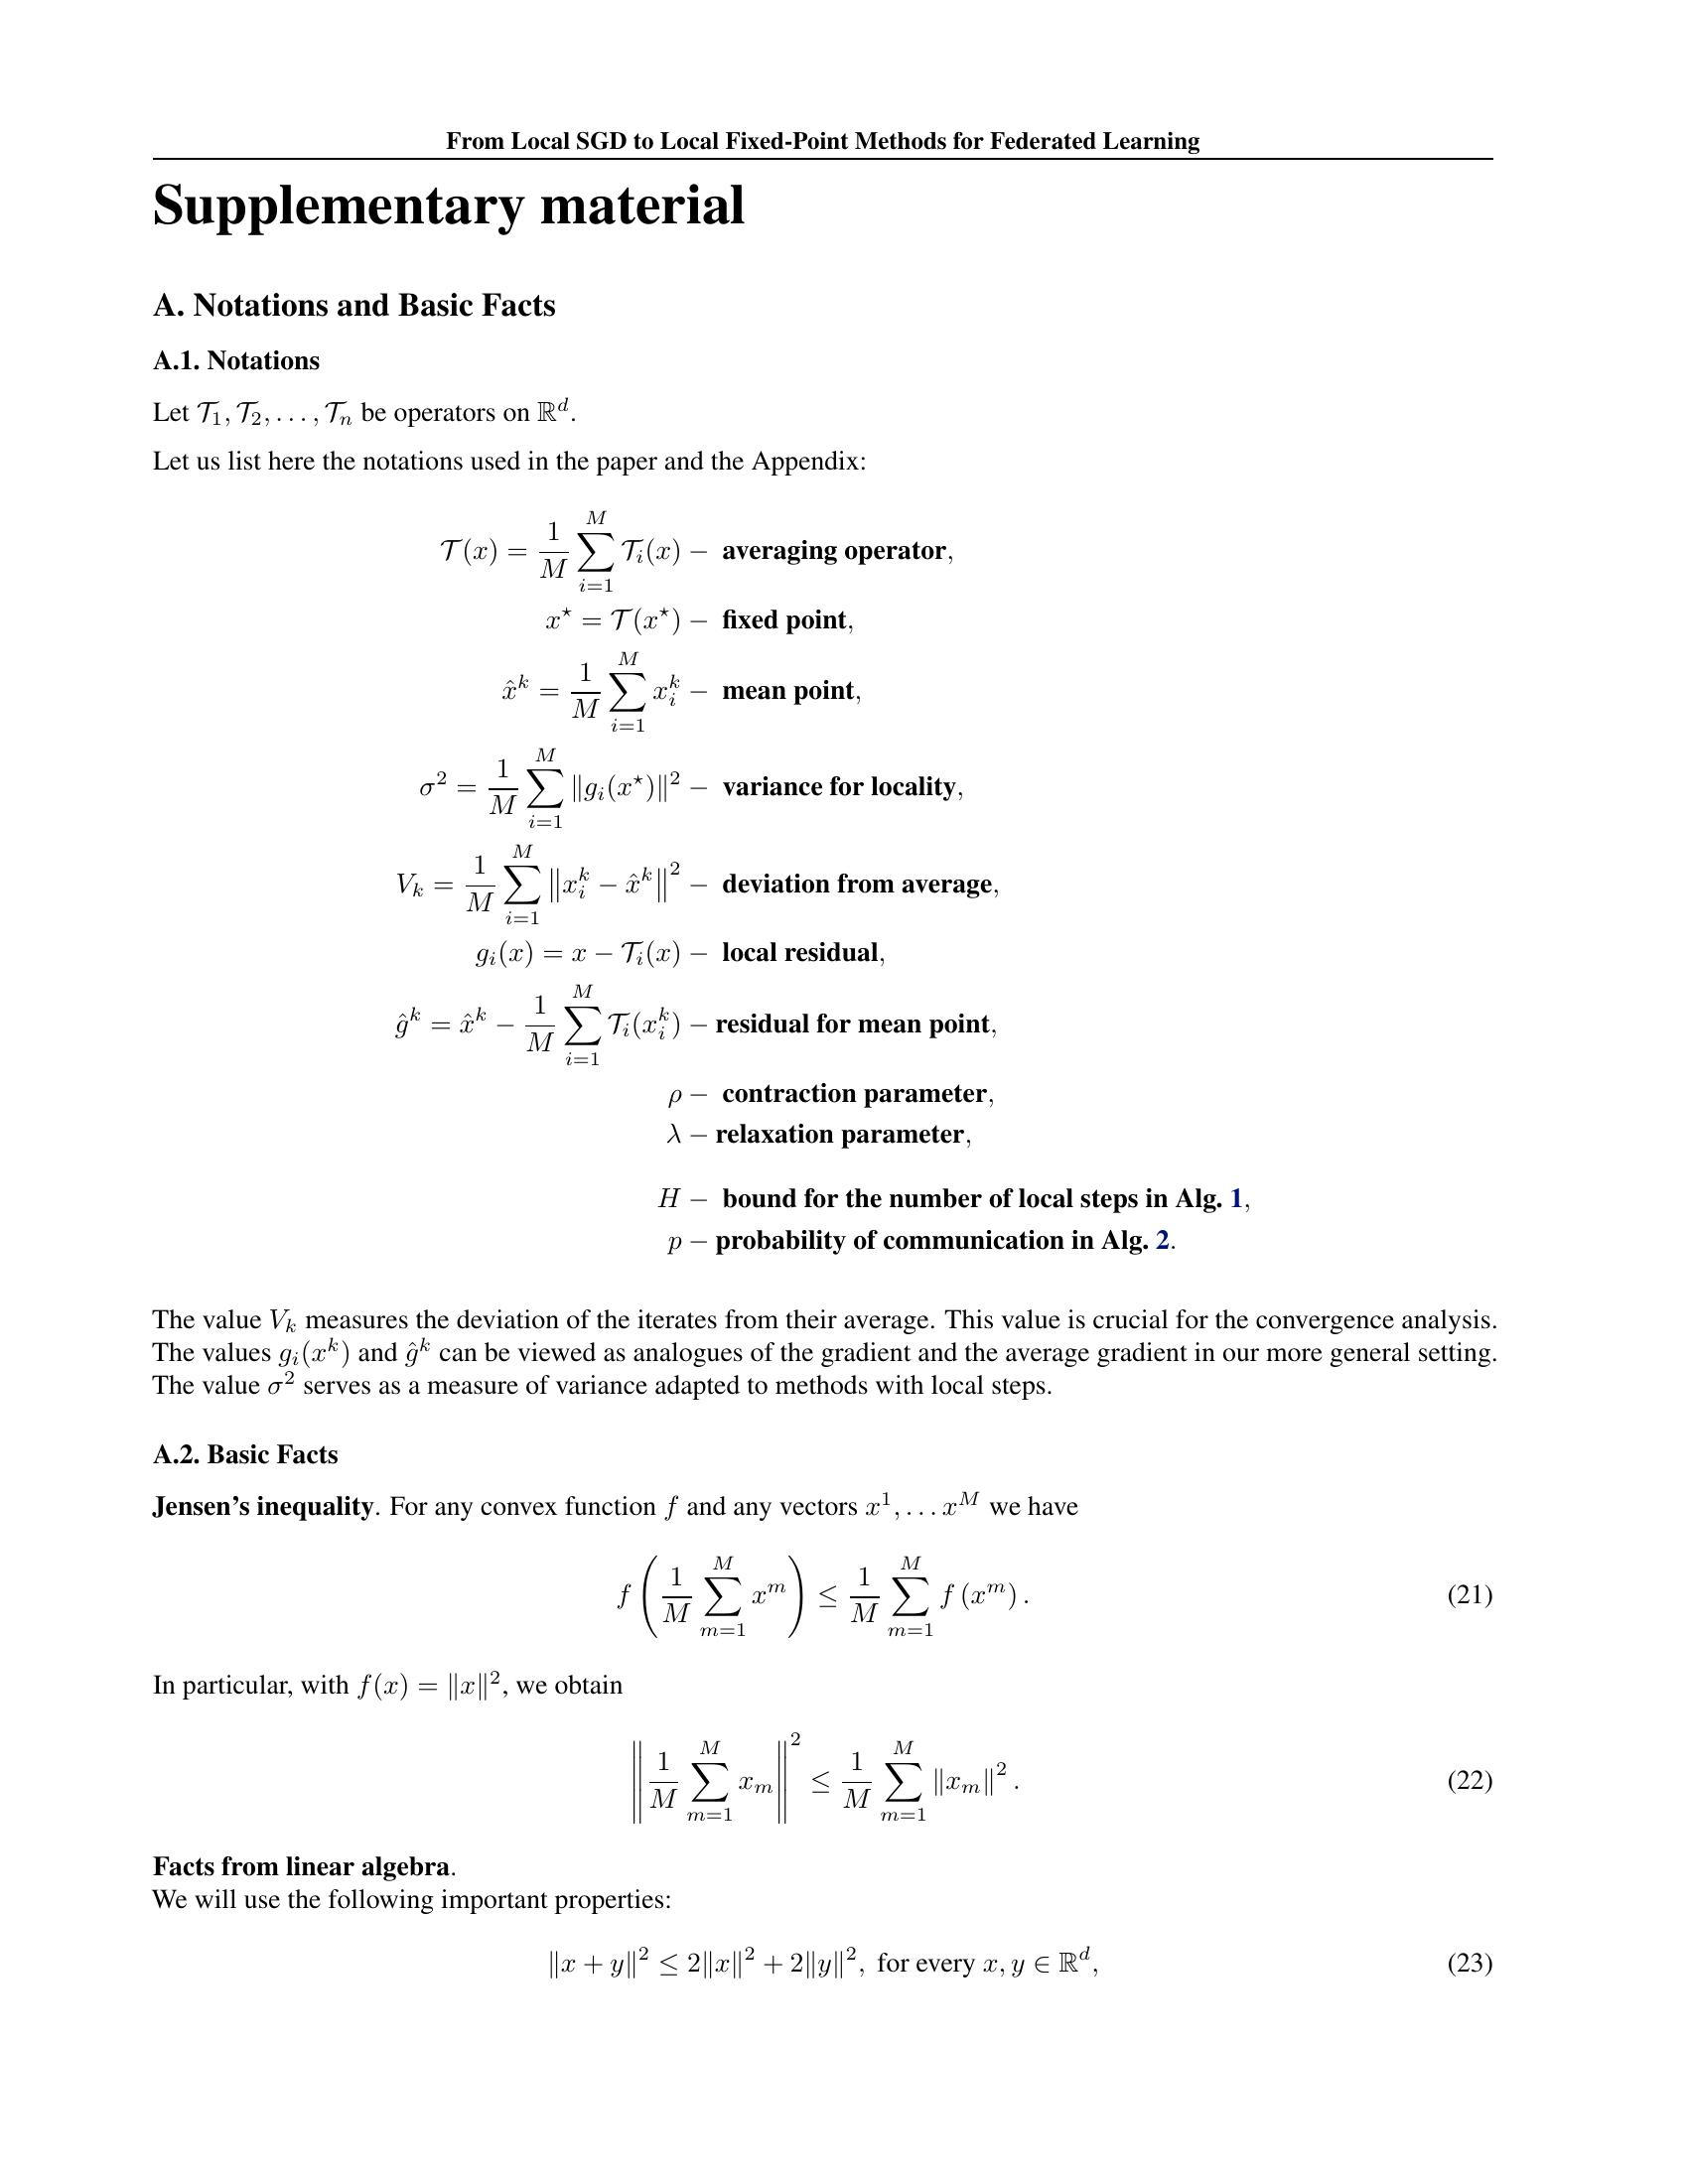 From Local SGD to Local Fixed-Point Methods for Federated Learning
Supplementary material
A. Notations and Basic Facts
A.1. Notations
Let $\mathcal{T}_1, \mathcal{T}_2, \ldots, \mathcal{T}_n$ be operators on $\mathbb{R}^d$.
Let us list here the notations used in the paper and the Appendix:
$\mathcal{T}(x) = \frac{1}{M} \sum_{i=1}^{M} \mathcal{T}_i(x) -$ averaging operator,
$x^\star = \mathcal{T}(x^\star) -$ fixed point,
$\hat{x}^k = \frac{1}{M} \sum_{i=1}^{M} x_i^k -$ mean point,
$\sigma^2 = \frac{1}{M} \sum_{i=1}^{M} \|g_i(x^\star)\|^2 -$ variance for locality,
$V_k = \frac{1}{M} \sum_{i=1}^{M} \left\|x_i^k - \hat{x}^k\right\|^2 -$ deviation from average,
$g_i(x) = x - \mathcal{T}_i(x) -$ local residual,
$\hat{g}^k = \hat{x}^k - \frac{1}{M} \sum_{i=1}^{M} \mathcal{T}_i(x_i^k) -$ residual for mean point,
$\rho -$ contraction parameter,
$\lambda -$ relaxation parameter,
$H -$ bound for the number of local steps in Alg. 1,
$p -$ probability of communication in Alg. 2.
The value $V_k$ measures the deviation of the iterates from their average. This value is crucial for the convergence analysis.
The values $g_i(x^k)$ and $\hat{g}^k$ can be viewed as analogues of the gradient and the average gradient in our more general setting.
The value $\sigma^2$ serves as a measure of variance adapted to methods with local steps.
A.2. Basic Facts
Jensen's inequality. For any convex function $f$ and any vectors $x^1, \ldots x^M$ we have
$f\left(\frac{1}{M} \sum_{m=1}^{M} x^m\right) \leq \frac{1}{M} \sum_{m=1}^{M} f(x^m).$ (21)
In particular, with $f(x) = \|x\|^2$, we obtain
$\left\|\frac{1}{M} \sum_{m=1}^{M} x_m\right\|^2 \leq \frac{1}{M} \sum_{m=1}^{M} \|x_m\|^2.$ (22)
Facts from linear algebra.
We will use the following important properties:
$\|x + y\|^2 \leq 2\|x\|^2 + 2\|y\|^2,$ for every $x, y \in \mathbb{R}^d,$ (23)